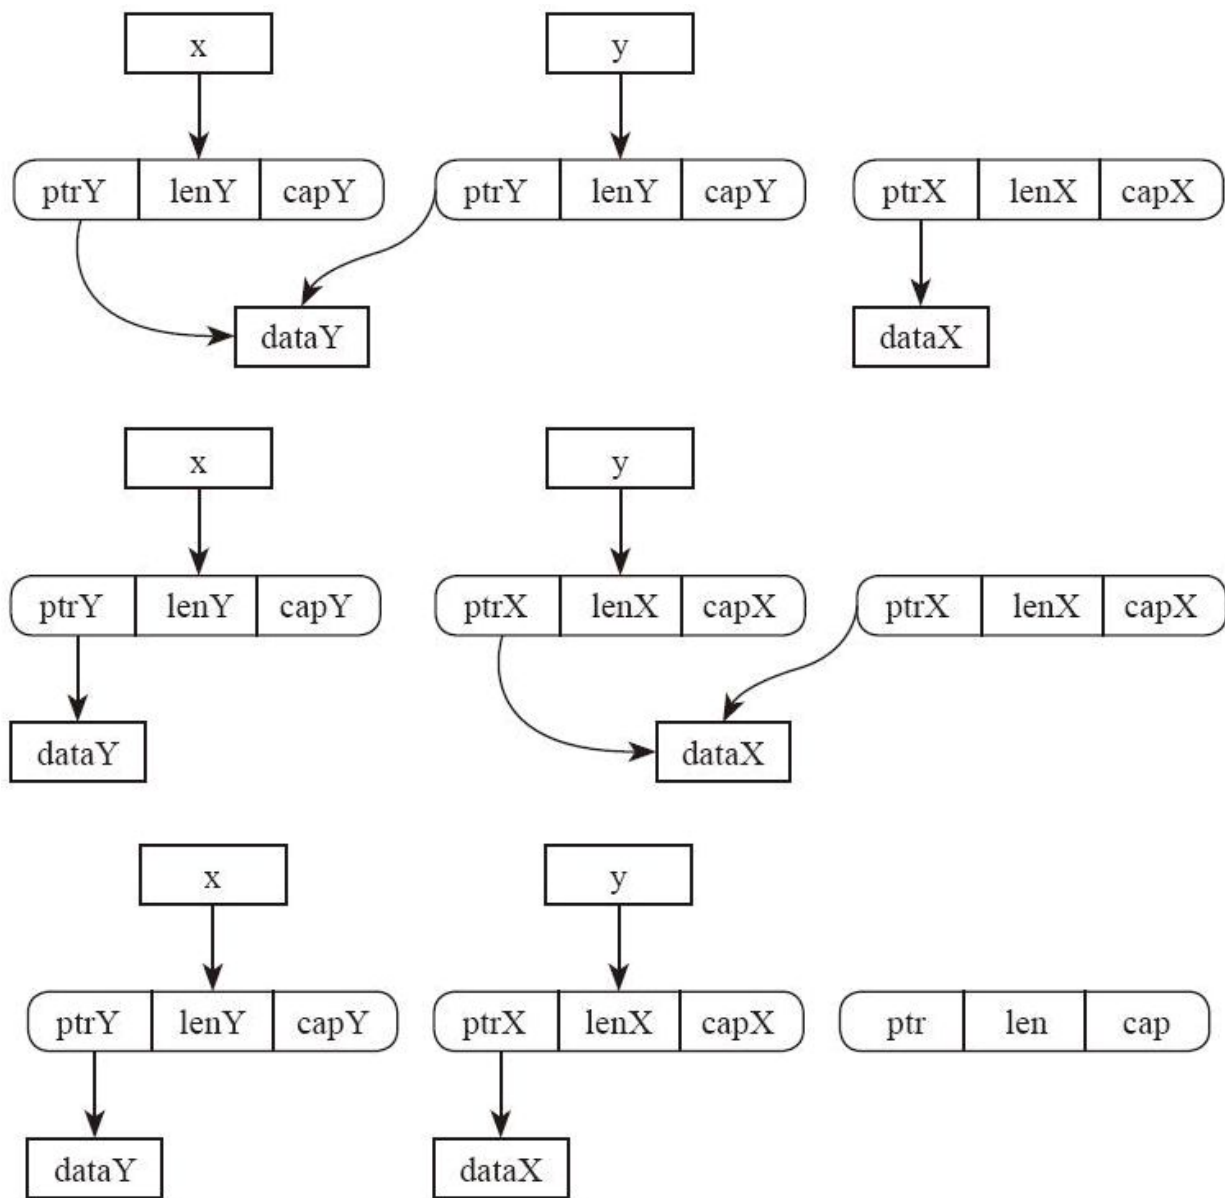 x y
ptrY lenY capY ptrY lenY capY ptrX lenX capX
dataY dataX
x y
ptrY lenY capY ptrX lenX capX ptrX lenX capX
dataY dataX
x y
ptrY lenY capY ptrX lenX capX ptr len cap
dataY dataX